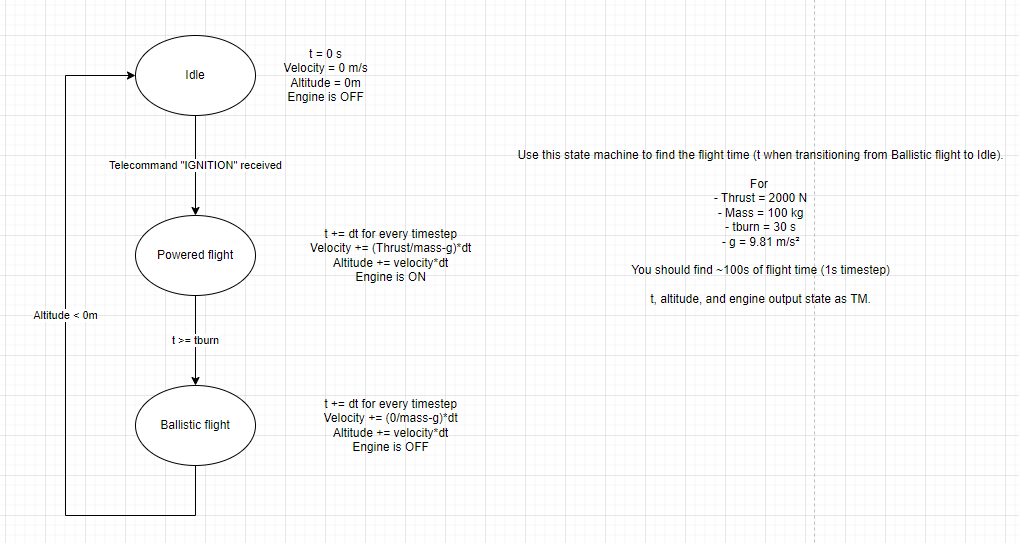 Idle
t = 0 s
Velocity = 0 m/s
Altitude = 0m
Engine is OFF
Telecommand "IGNITION" received
Powered flight
t += dt for every timestep
Velocity += (Thrust/mass-g)*dt
Altitude += velocity*dt
Engine is ON
Altitude < 0m
t >= tburn
Ballistic flight
t += dt for every timestep
Velocity += (0/mass-g)*dt
Altitude += velocity*dt
Engine is OFF
Use this state machine to find the flight time (t when transitioning from Ballistic flight to Idle).
For
- Thrust = 2000 N
- Mass = 100 kg
- tburn = 30 s
- g = 9.81 m/s²
You should find ~100s of flight time (1s timestep)
t, altitude, and engine output state as TM.